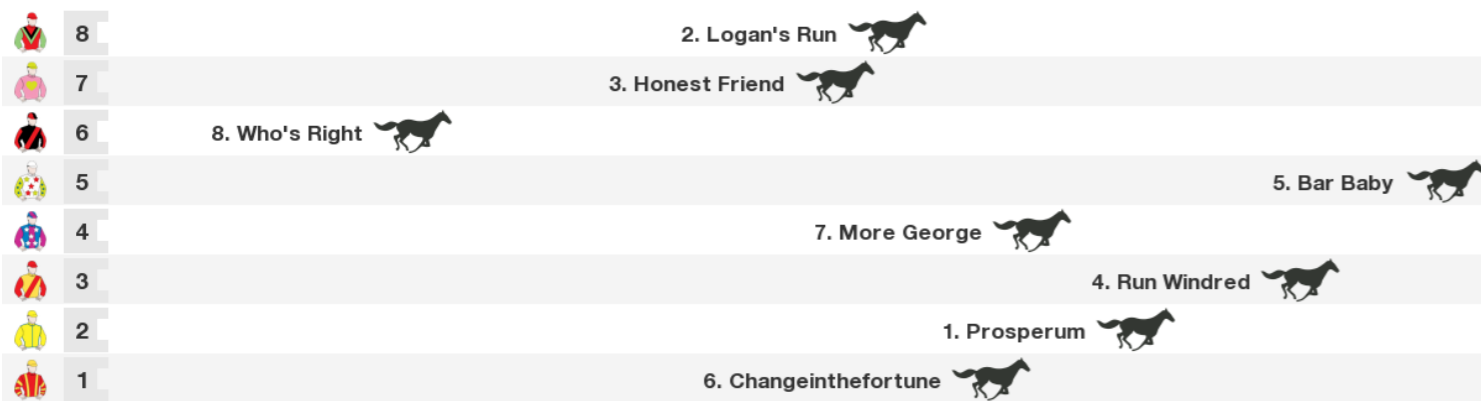 8 2. Logan's Run
7 3. Honest Friend
6 8. Who's Right
5 5. Bar Baby
4 7. More George
3 4. Run Windred
2 1. Prosperum
1 6. Changeinthefortune